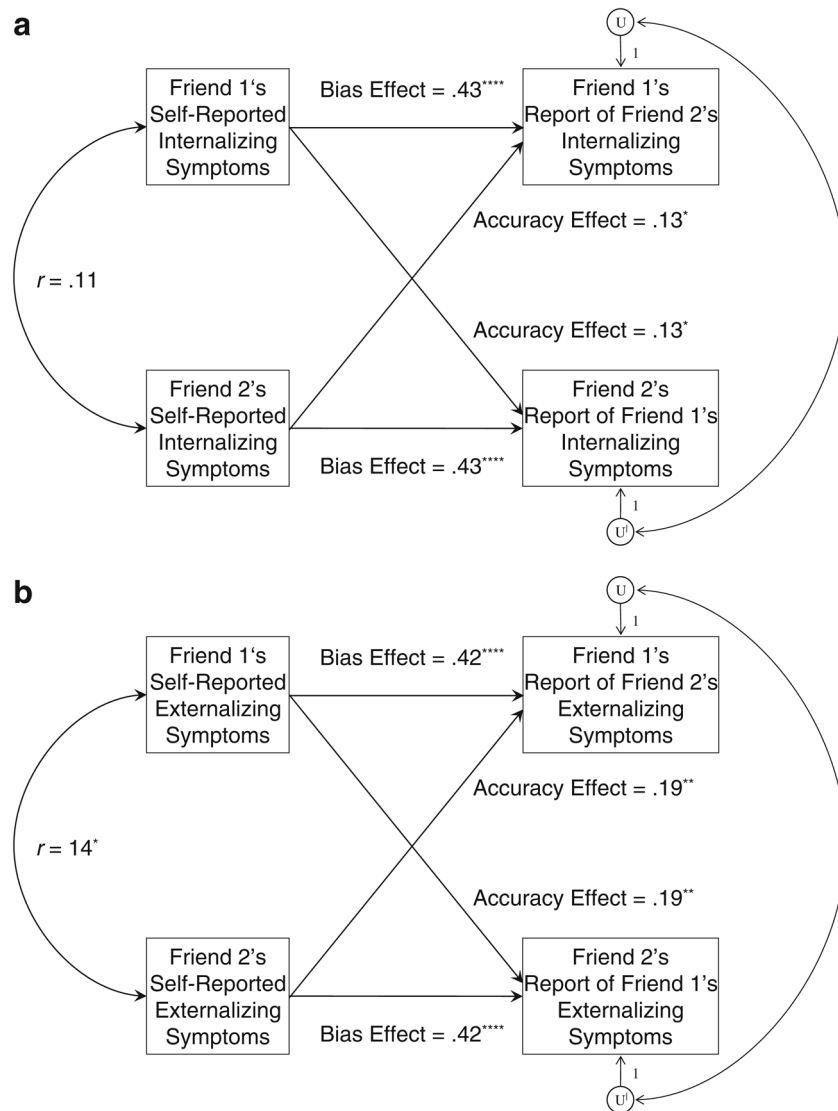 a
U
1
Friend 1‘s
Self-Reported
Internalizing
Symptoms
Bias Effect = .43****
Friend 1’s
Report of Friend 2’s
Internalizing
Symptoms
Accuracy Effect = .13*
r = .11
Accuracy Effect = .13*
Friend 2’s
Self-Reported
Internalizing
Symptoms
Bias Effect = .43****
Friend 2’s
Report of Friend 1’s
Internalizing
Symptoms
1
U|
b
U
1
Friend 1‘s
Self-Reported
Externalizing
Symptoms
Bias Effect = .42****
Friend 1’s
Report of Friend 2’s
Externalizing
Symptoms
Accuracy Effect = .19**
r = 14*
Accuracy Effect = .19**
Friend 2’s
Self-Reported
Externalizing
Symptoms
Bias Effect = .42****
Friend 2’s
Report of Friend 1’s
Externalizing
Symptoms
1
U|